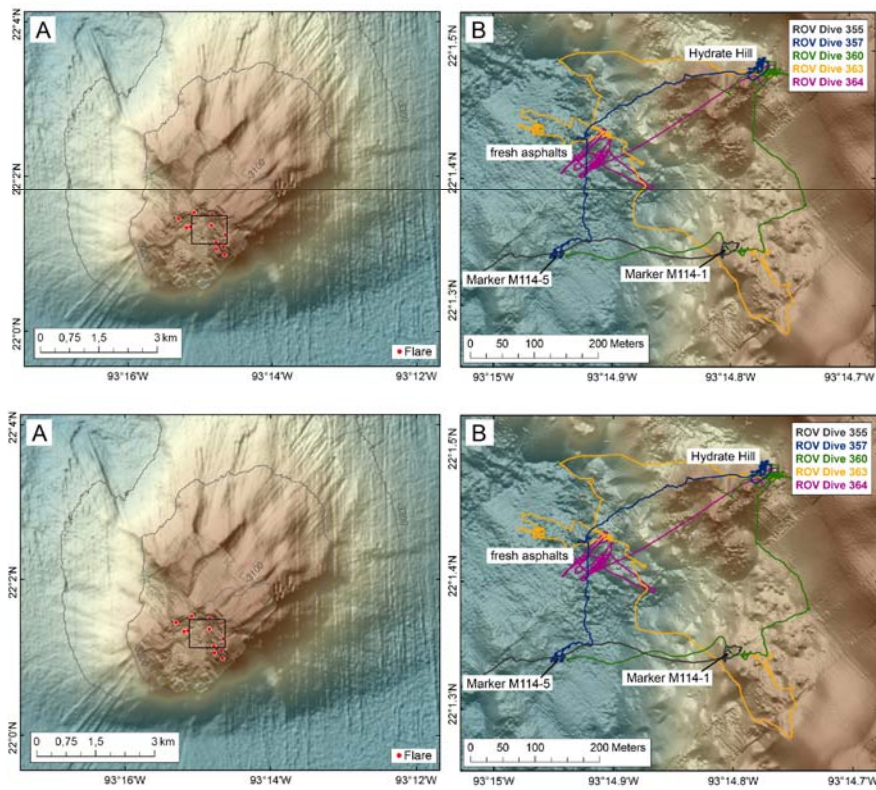 A
22°4'N
22°2'N
22°0'N
3100
0 0,75 1,5 3 km
Flare
93°16'W 93°14'W 93°12'W
B
22°1.5'N
22°1.4'N
22°1.3'N
Hydrate Hill
ROV Dive 355
ROV Dive 357
ROV Dive 360
ROV Dive 363
ROV Dive 364
fresh asphalts
Marker M114-5
Marker M114-1
0 50 100 200 Meters
93°15'W 93°14.9'W 93°14.8'W 93°14.7'W
A
22°4'N
22°2'N
22°0'N
3100
0 0,75 1,5 3 km
Flare
93°16'W 93°14'W 93°12'W
B
22°1.5'N
22°1.4'N
22°1.3'N
Hydrate Hill
ROV Dive 355
ROV Dive 357
ROV Dive 360
ROV Dive 363
ROV Dive 364
fresh asphalts
Marker M114-5
Marker M114-1
0 50 100 200 Meters
93°15'W 93°14.9'W 93°14.8'W 93°14.7'W